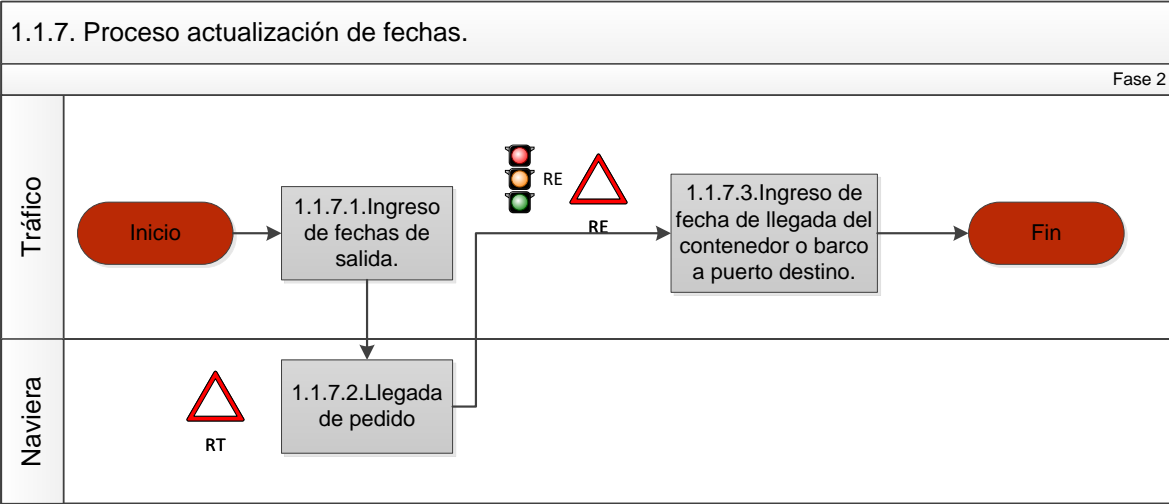 1.1.7. Proceso actualización de fechas.
Fase 2
Tráfico
Inicio
1.1.7.1.Ingreso
de fechas de
salida.
RE
RE
1.1.7.3.Ingreso de
fecha de llegada del
contenedor o barco
a puerto destino.
Fin
Naviera
RT
1.1.7.2.Llegada
de pedido